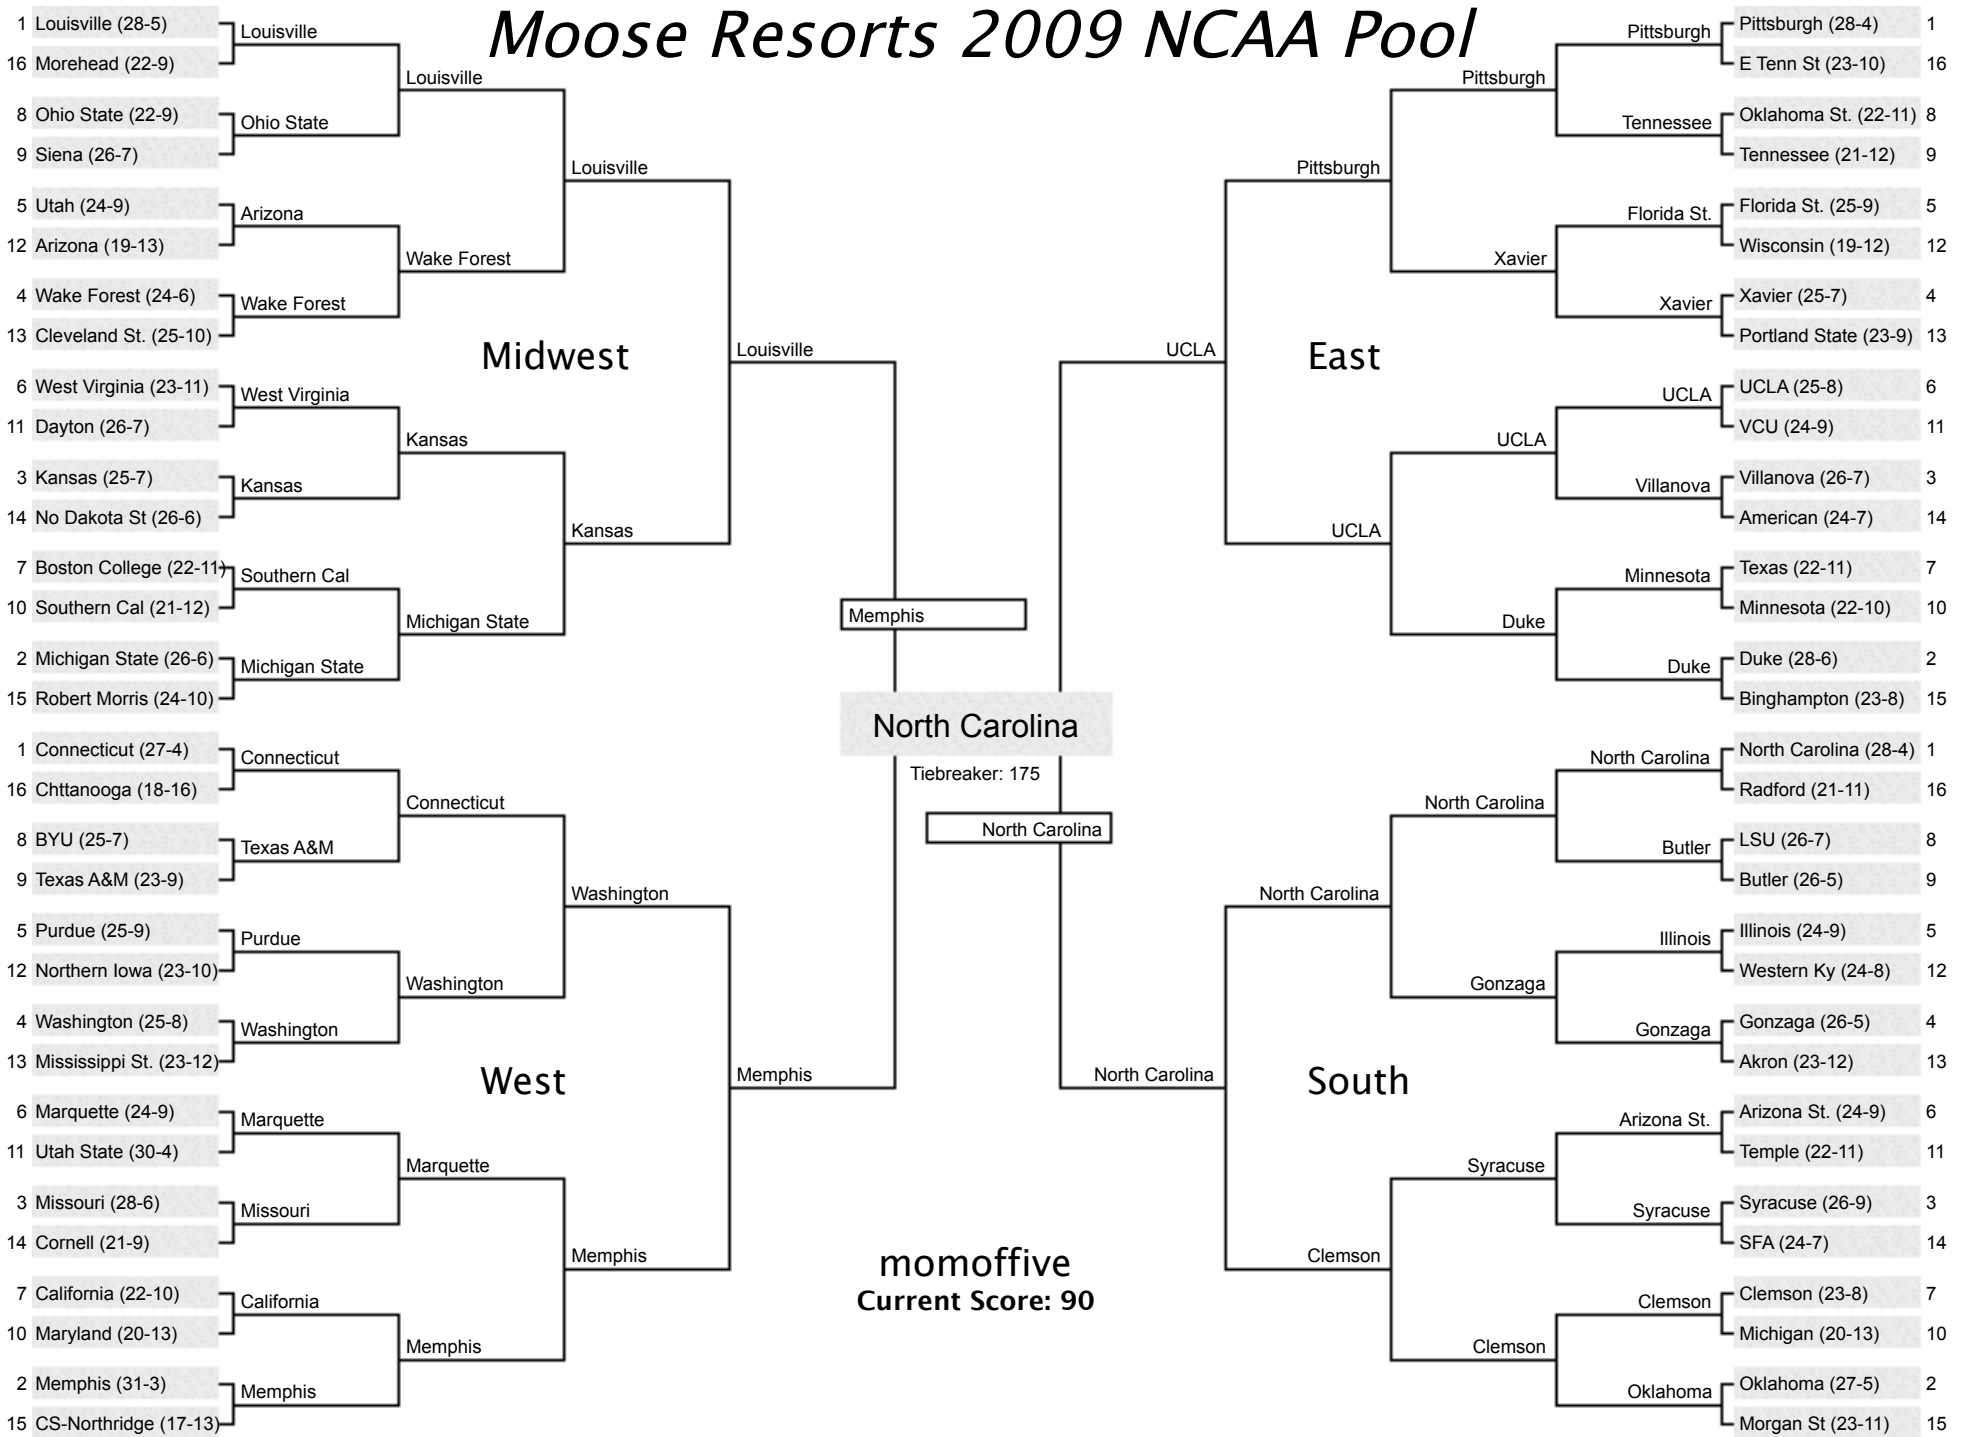 Moose Resorts 2009 NCAA Pool
1 Louisville (28-5)
16 Morehead (22-9)
8 Ohio State (22-9)
9 Siena (26-7)
5 Utah (24-9)
12 Arizona (19-13)
4 Wake Forest (24-6)
13 Cleveland St. (25-10)
6 West Virginia (23-11)
11 Dayton (26-7)
3 Kansas (25-7)
14 No Dakota St (26-6)
7 Boston College (22-11)
10 Southern Cal (21-12)
2 Michigan State (26-6)
15 Robert Morris (24-10)
1 Connecticut (27-4)
16 Chttanooga (18-16)
8 BYU (25-7)
9 Texas A&M (23-9)
5 Purdue (25-9)
12 Northern Iowa (23-10)
4 Washington (25-8)
13 Mississippi St. (23-12)
6 Marquette (24-9)
11 Utah State (30-4)
3 Missouri (28-6)
14 Cornell (21-9)
7 California (22-10)
10 Maryland (20-13)
2 Memphis (31-3)
15 CS-Northridge (17-13)
Louisville
Ohio State
Arizona
Wake Forest
West Virginia
Kansas
Southern Cal
Michigan State
Connecticut
Texas A&M
Purdue
Washington
Marquette
Missouri
California
Memphis
Louisville
Wake Forest
Kansas
Michigan State
Connecticut
Washington
Marquette
Memphis
Louisville
Kansas
Washington
Memphis
Midwest
West
Louisville
Memphis
Memphis
North Carolina
Tiebreaker: 175
North Carolina
momoffive
Current Score: 90
UCLA
North Carolina
East
South
Pittsburgh
UCLA
North Carolina
Clemson
Pittsburgh
Xavier
UCLA
Duke
North Carolina
Gonzaga
Syracuse
Clemson
Pittsburgh
Tennessee
Florida St.
Xavier
UCLA
Villanova
Minnesota
Duke
North Carolina
Butler
Illinois
Gonzaga
Arizona St.
Syracuse
Clemson
Oklahoma
Pittsburgh (28-4) 1
E Tenn St (23-10) 16
Oklahoma St. (22-11) 8
Tennessee (21-12) 9
Florida St. (25-9) 5
Wisconsin (19-12) 12
Xavier (25-7) 4
Portland State (23-9) 13
UCLA (25-8) 6
VCU (24-9) 11
Villanova (26-7) 3
American (24-7) 14
Texas (22-11) 7
Minnesota (22-10) 10
Duke (28-6) 2
Binghampton (23-8) 15
North Carolina (28-4) 1
Radford (21-11) 16
LSU (26-7) 8
Butler (26-5) 9
Illinois (24-9) 5
Western Ky (24-8) 12
Gonzaga (26-5) 4
Akron (23-12) 13
Arizona St. (24-9) 6
Temple (22-11) 11
Syracuse (26-9) 3
SFA (24-7) 14
Clemson (23-8) 7
Michigan (20-13) 10
Oklahoma (27-5) 2
Morgan St (23-11) 15